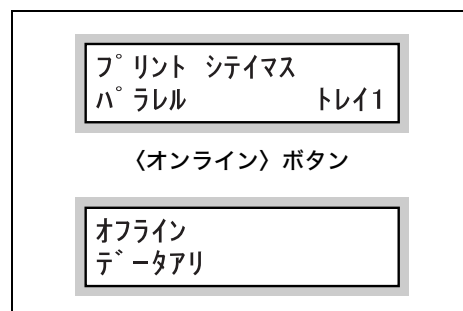 プリント シテイマス
パラレル トレイ1
〈オンライン〉ボタン
オフライン
データアリ